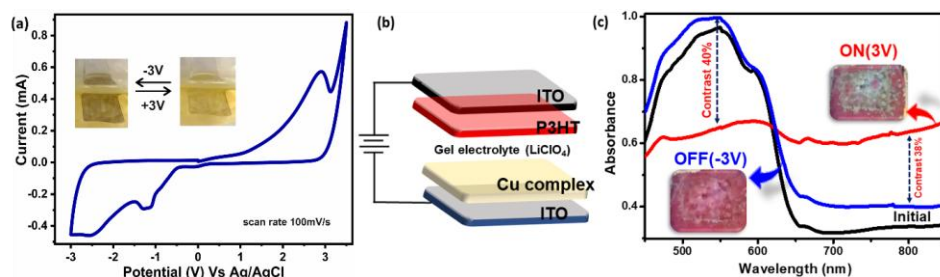 (a)
0.8
0.6
0.4
0.2
0.0
-0.2
-0.4
Current (mA)
-3V
+3V
scan rate 100mV/s
-3 -2 -1 0 1 2 3
Potential (V) Vs Ag/AgCl
(b)
ITO
P3HT
Gel electrolyte (LiClO₄)
Cu complex
ITO
(c)
1.0
0.8
0.6
0.4
Absorbance
Contrast 40%
ON(3V)
Contrast 38%
OFF(-3V)
Initial
500 600 700 800
Wavelength (nm)